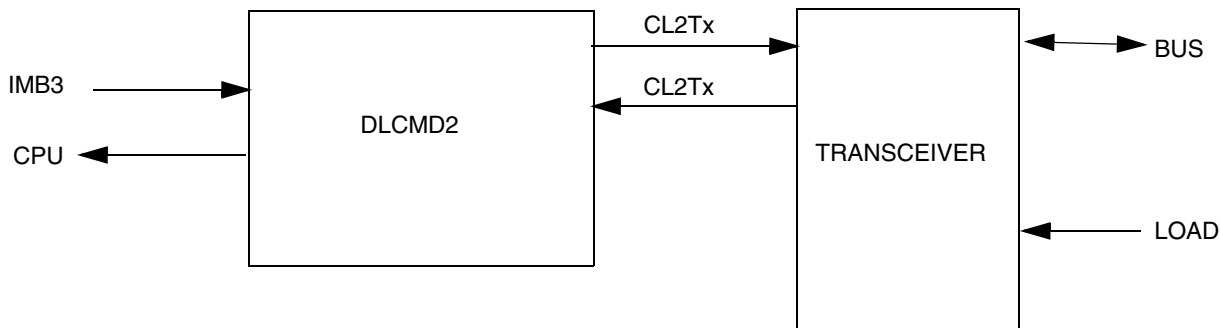 CL2Tx
BUS
IMB3
CL2Tx
DLCMD2
CPU
TRANSCEIVER
LOAD